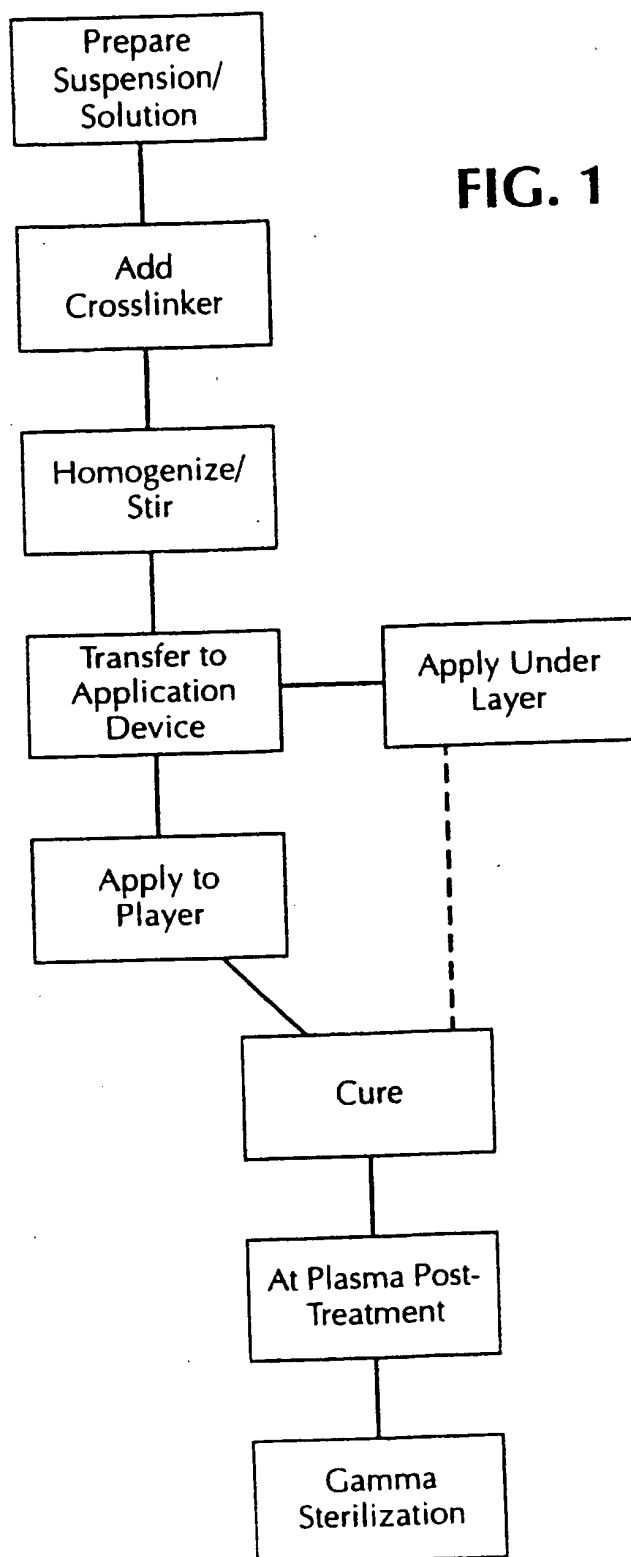 Prepare
Suspension/
Solution
FIG. 1
Add
Crosslinker
Homogenize/
Stir
Transfer to
Application
Device
Apply Under
Layer
Apply to
Player
Cure
At Plasma Post-
Treatment
Gamma
Sterilization